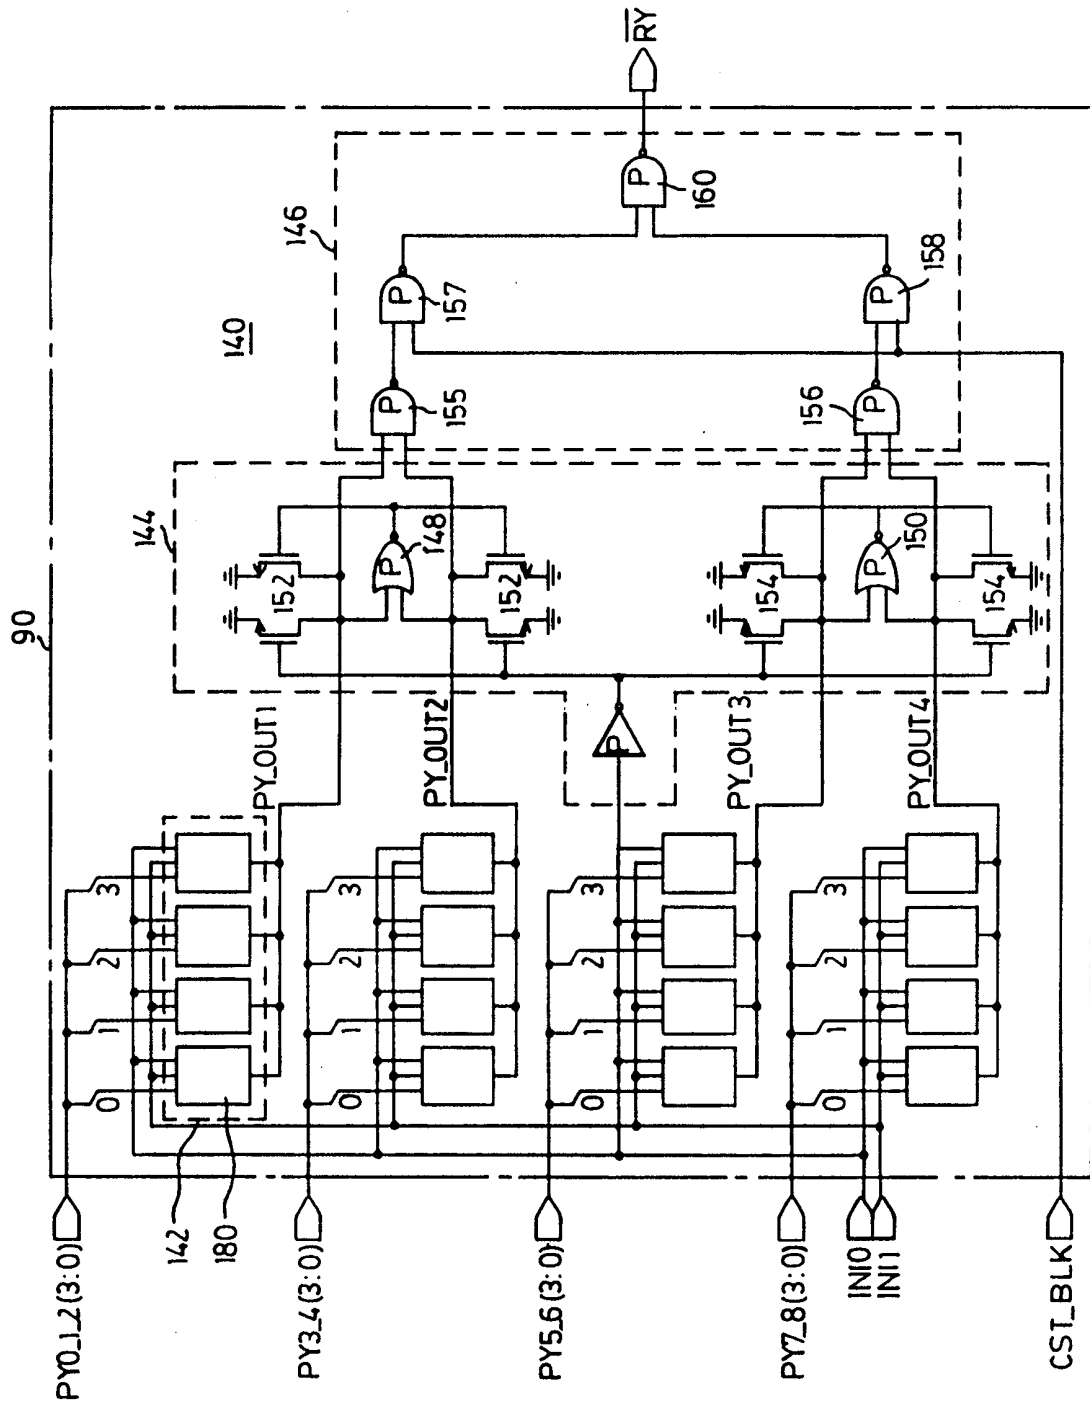 90
140
142
180
144
146
PY0_1_2(3:0)
0
1
2
3
PY_OUT1
PY3_4(3:0)
0
1
2
3
PY_OUT2
PY5_6(3:0)
0
1
2
3
PY_OUT3
PY7_8(3:0)
0
1
2
3
PY_OUT4
INI0
INI1
CST_BLK
P
152
P
148
152
154
P
150
154
P
155
P
156
P
157
P
158
P
160
RY